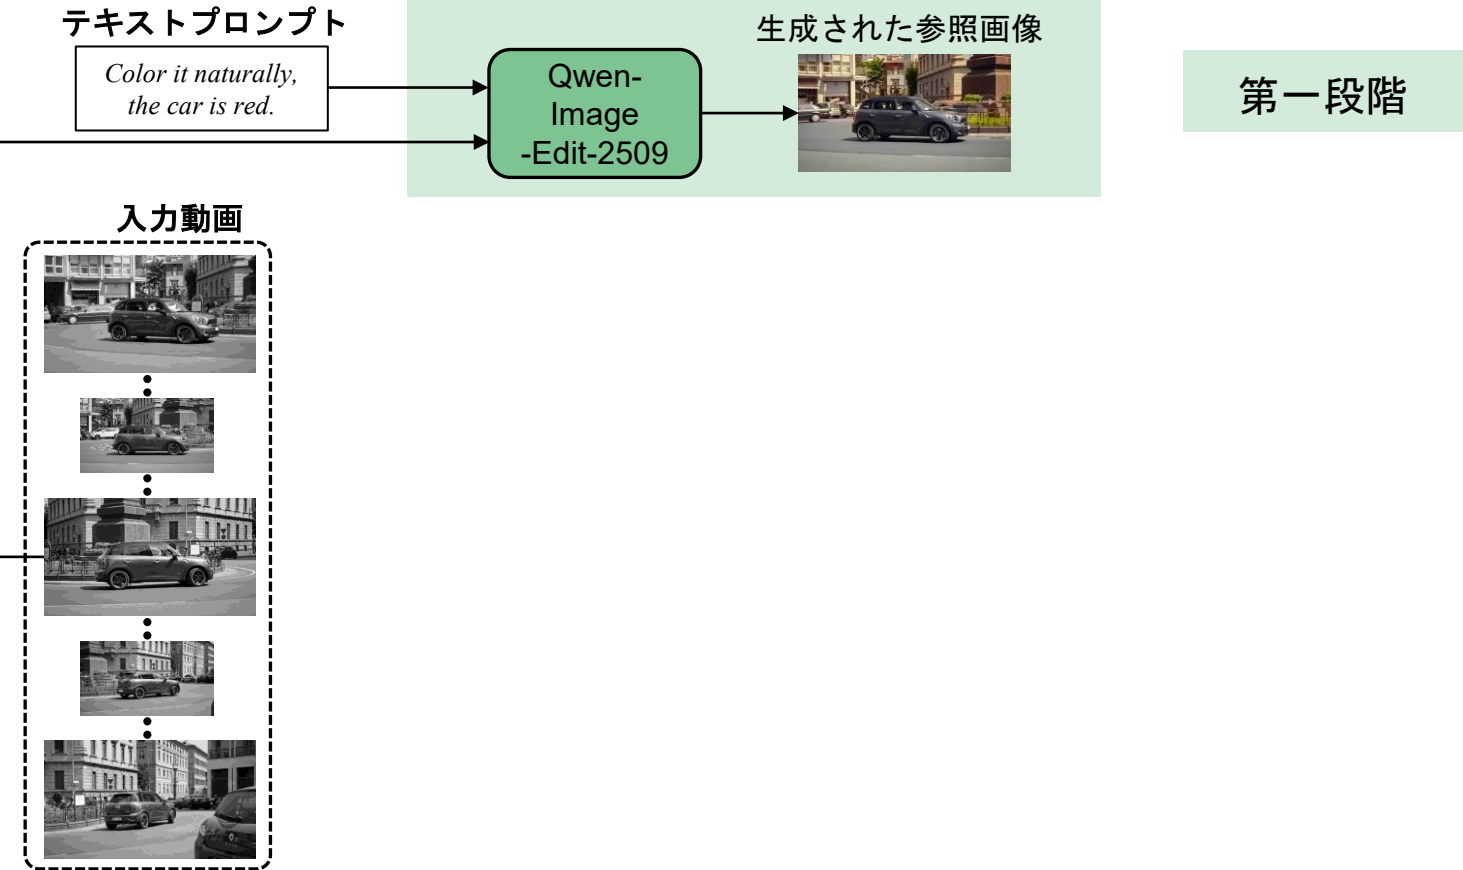 テキストプロンプト
Color it naturally,
the car is red.
Qwen-
Image
-Edit-2509
生成された参照画像
第一段階
入力動画